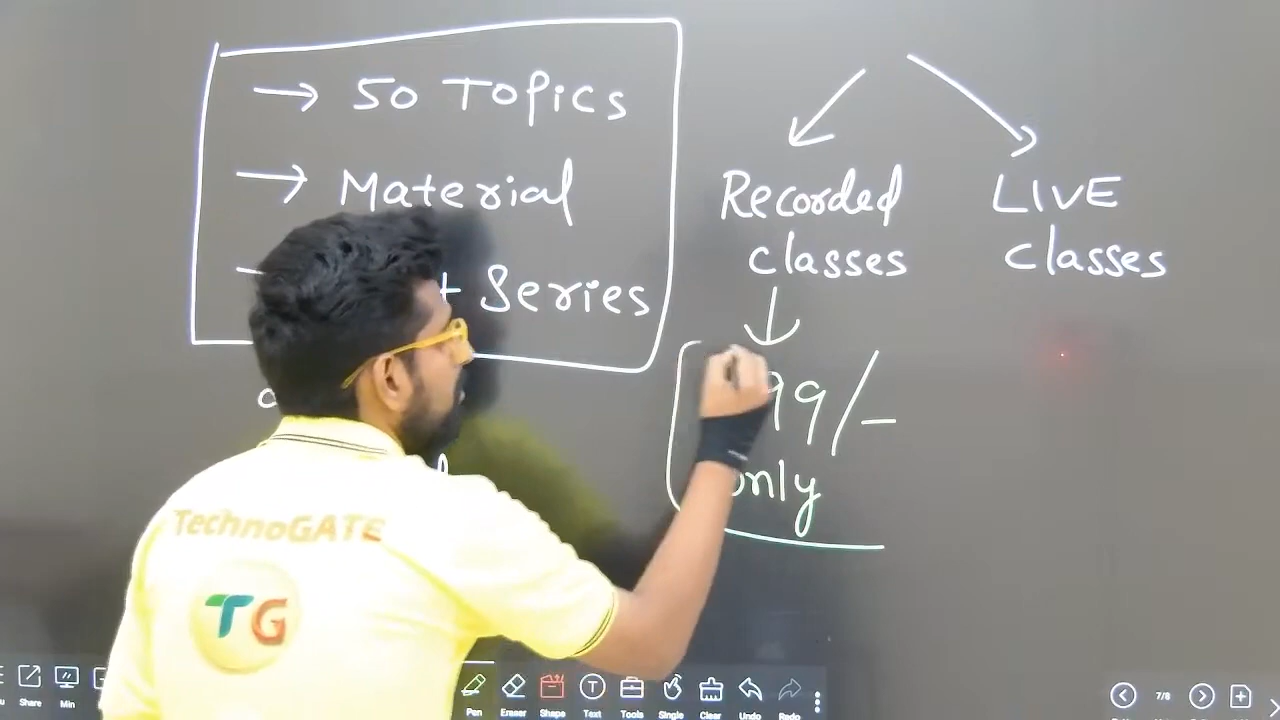 → 50 Topics
→ Material
Series
Recorded
classes
LIVE
classes
99/-
only
TechnoGATE
TG
Share
Min
Pen
Eraser
Shape
Text
Tools
Single
Clear
Undo
Redo
7/8